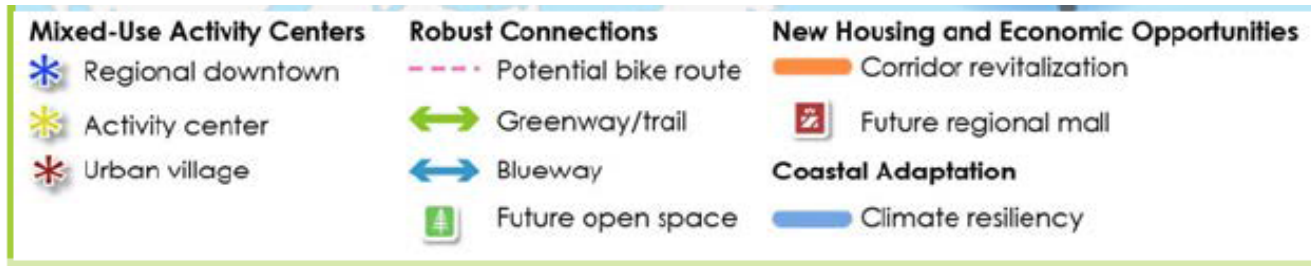 Mixed-Use Activity Centers
Regional downtown
Activity center
Urban village
Robust Connections
Potential bike route
Greenway/trail
Blueway
Future open space
New Housing and Economic Opportunities
Corridor revitalization
Future regional mall
Coastal Adaptation
Climate resiliency